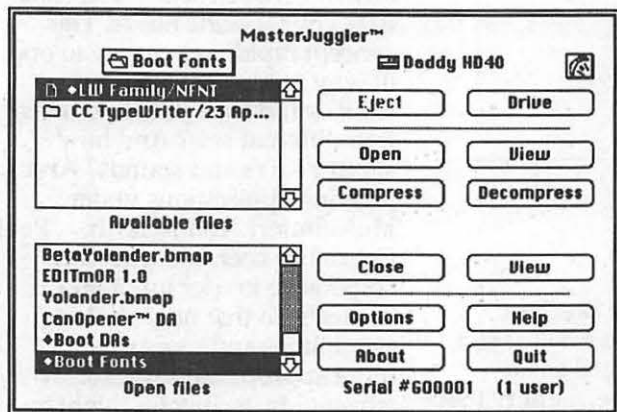 MasterJuggler™
Boot Fonts
Daddy HD40
◆LW Family/NFNT
CC TypeWriter/23 Ap...
Available files
Eject
Drive
Open
View
Compress
Decompress
BetaYolander.bmap
EDITmOR.1.0
Yolander.bmap
Unopener™ DA
◆Boot DAs
◆Boot Fonts
Open files
Close
View
Options
Help
About
Quit
Serial #600001 (1 user)